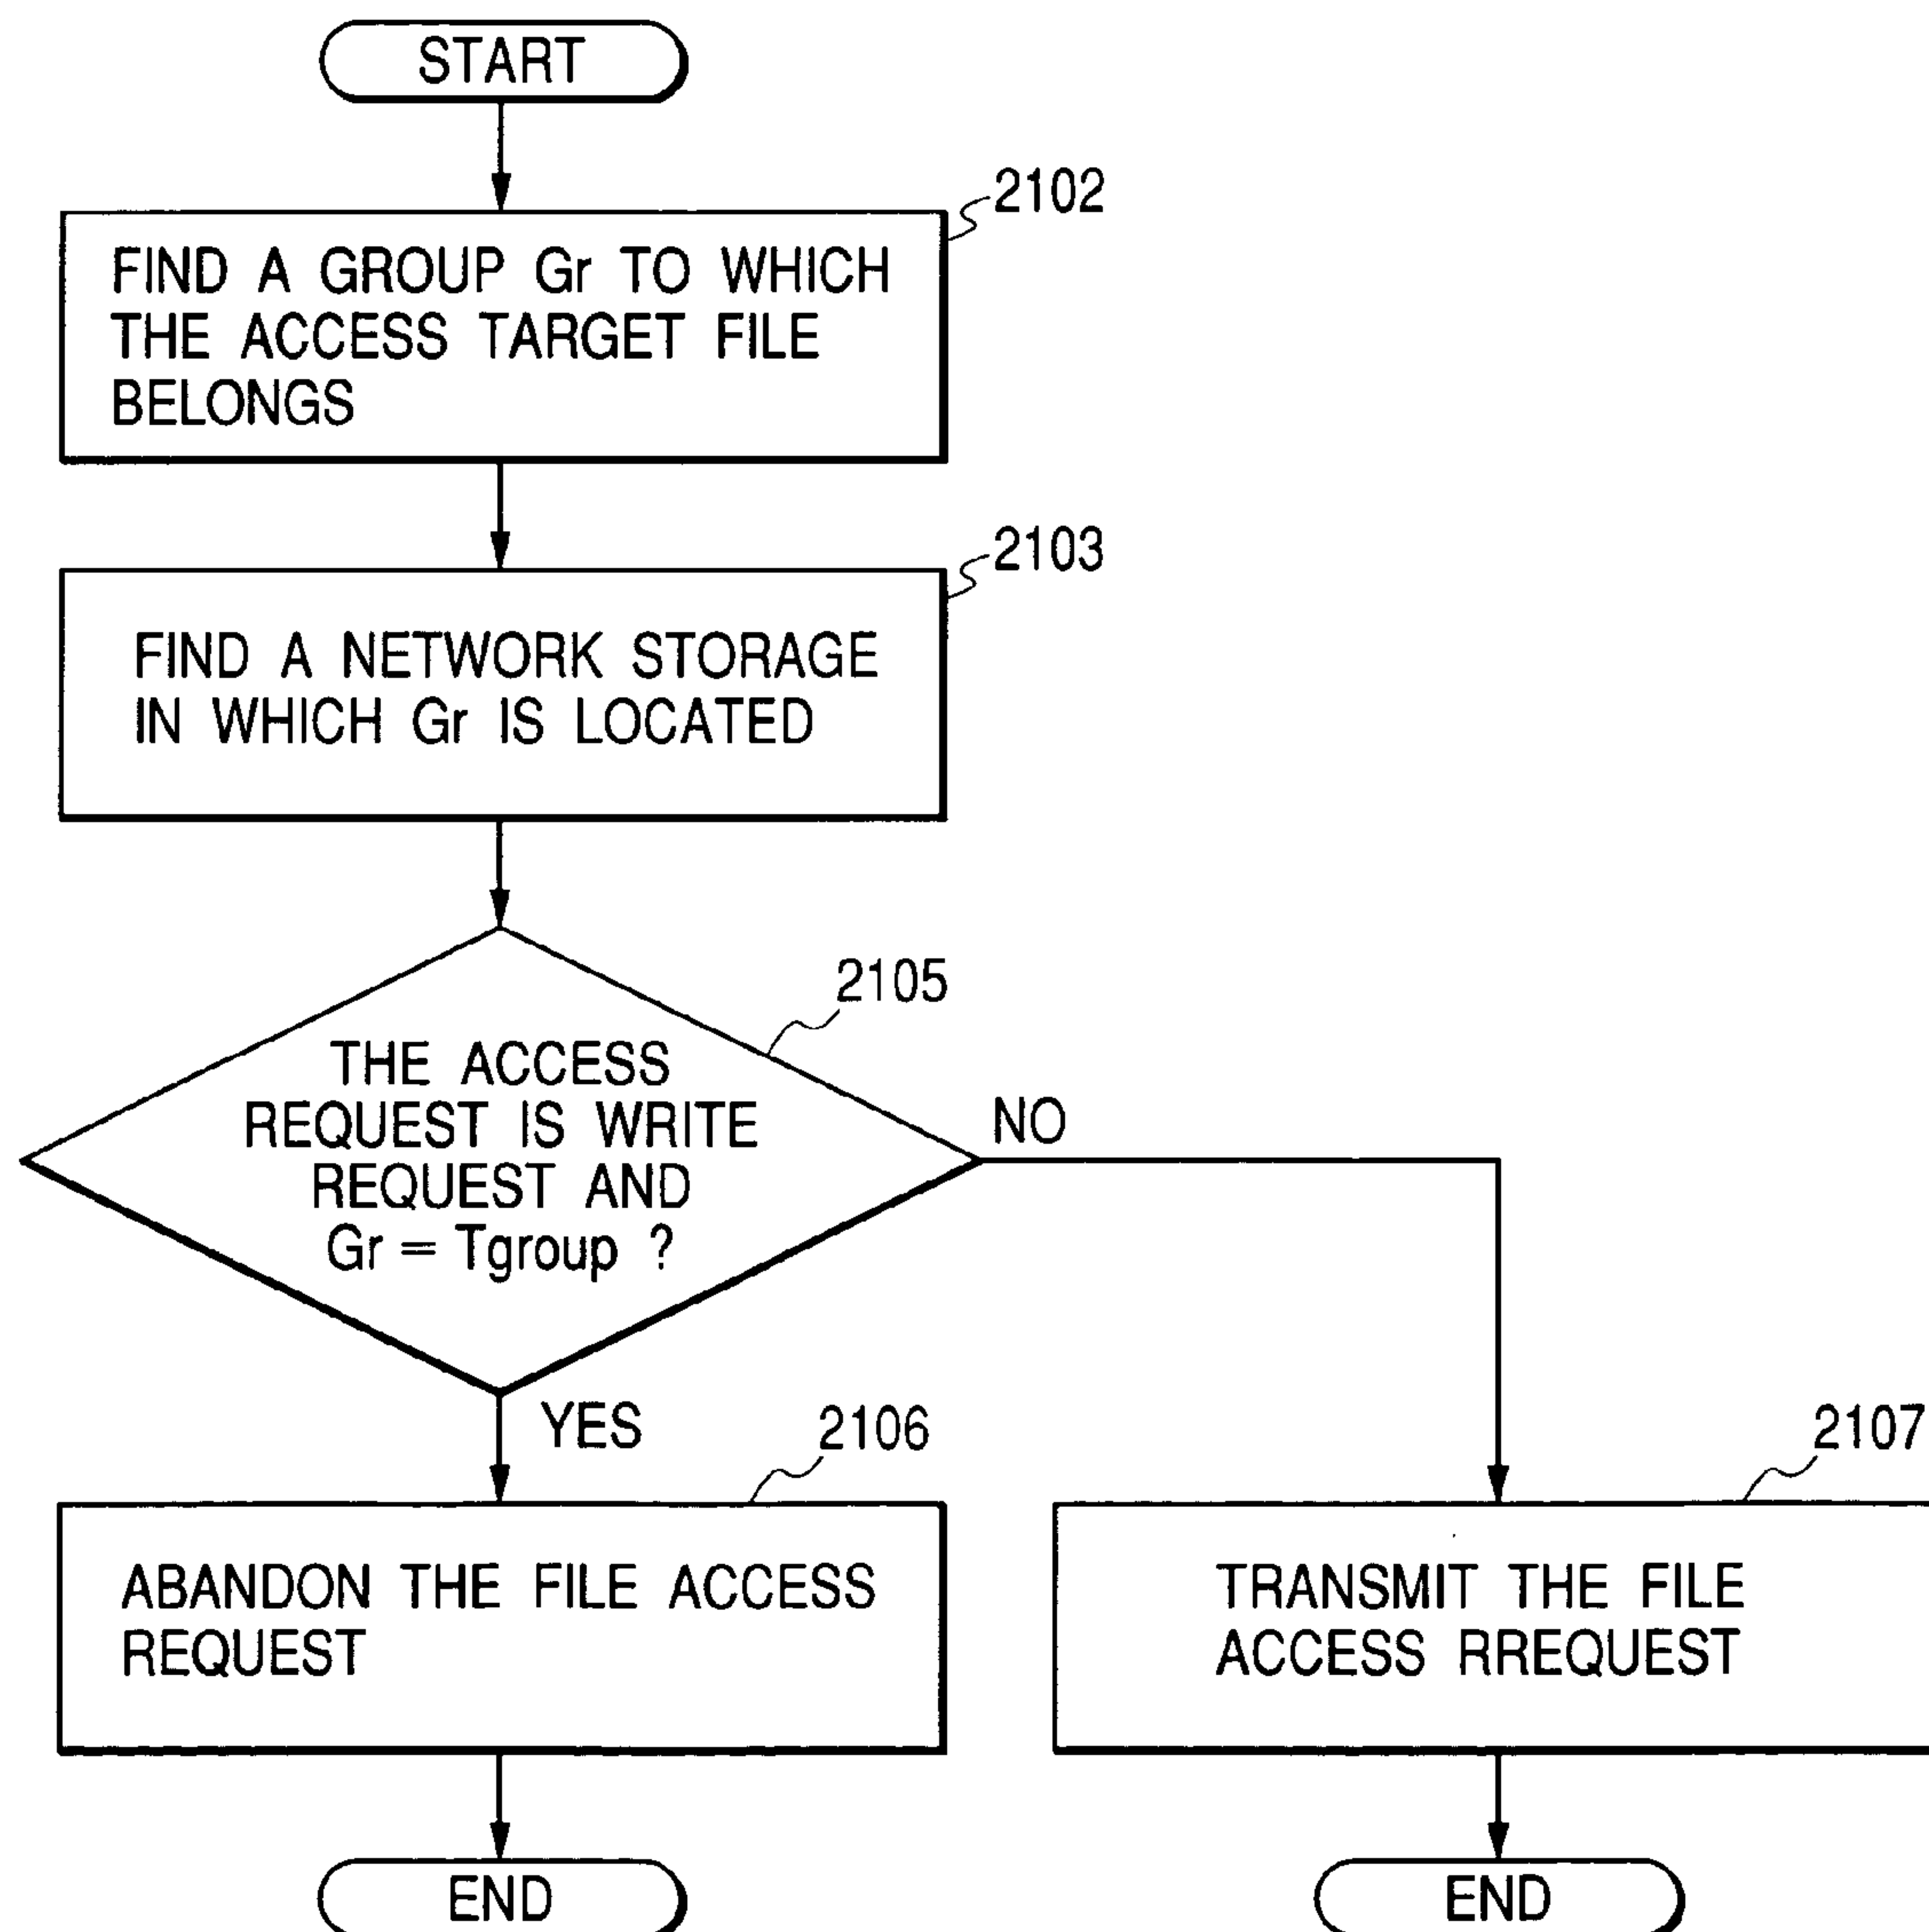 START
2102
FIND A GROUP Gr TO WHICH
THE ACCESS TARGET FILE
BELONGS
2103
FIND A NETWORK STORAGE
IN WHICH Gr IS LOCATED
2105
THE ACCESS
REQUEST IS WRITE
REQUEST AND
Gr = Tgroup ?
NO
YES
2106
ABANDON THE FILE ACCESS
REQUEST
2107
TRANSMIT THE FILE
ACCESS RREQUEST
END
END